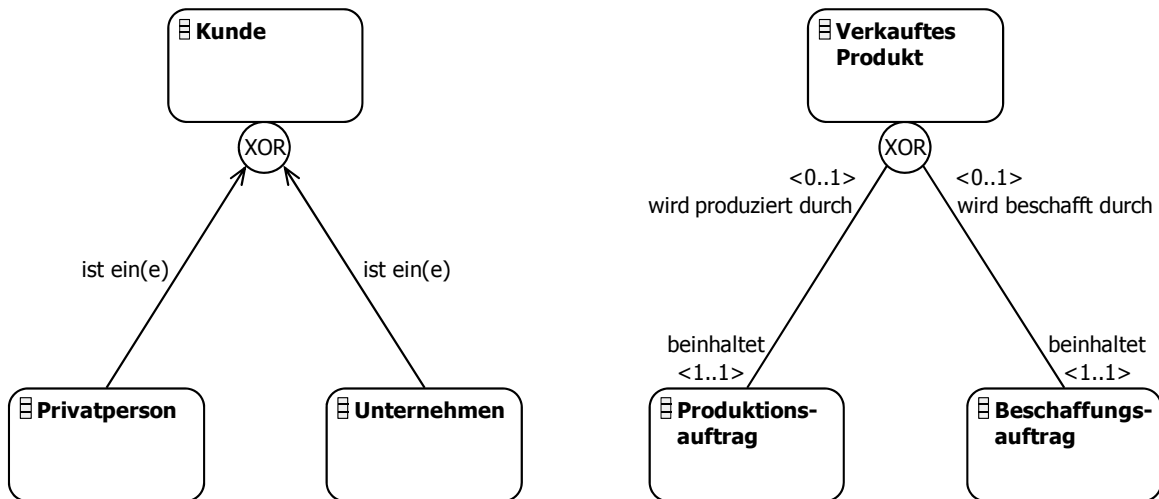 Kunde
XOR
ist ein(e)
ist ein(e)
Privatperson
Unternehmen
Verkauftes
Produkt
XOR
<0..1>
wird produziert durch
<0..1>
wird beschafft durch
beinhaltet
<1..1>
beinhaltet
<1..1>
Produktions-
auftrag
Beschaffungs-
auftrag